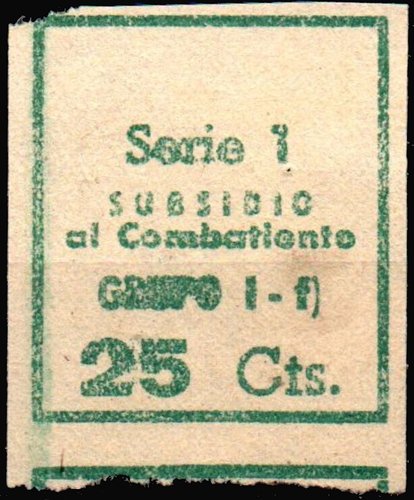 Serie 1
SUBSIDIO
al Combatiente
GRUPO I - f)
25 Cts.